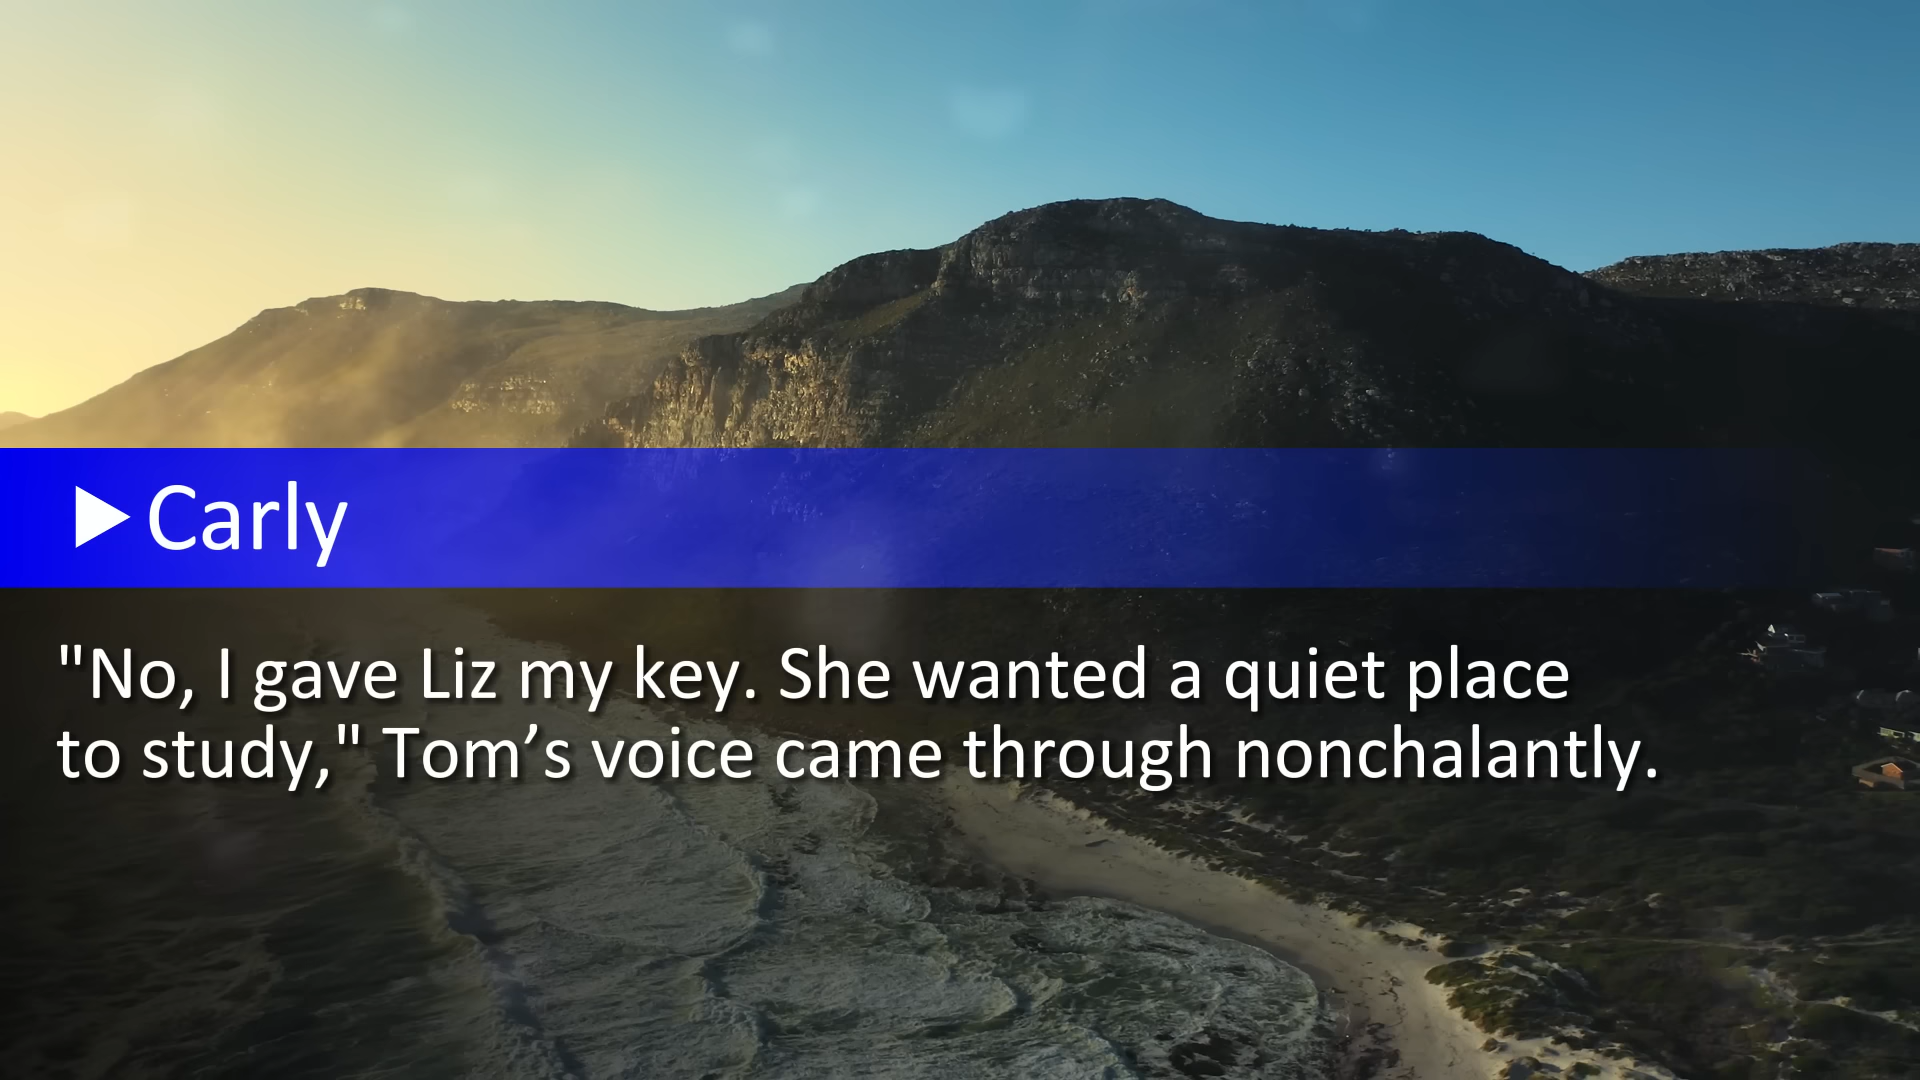 Carly
"No, I gave Liz my key. She wanted a quiet place
to study," Tom’s voice came through nonchalantly.